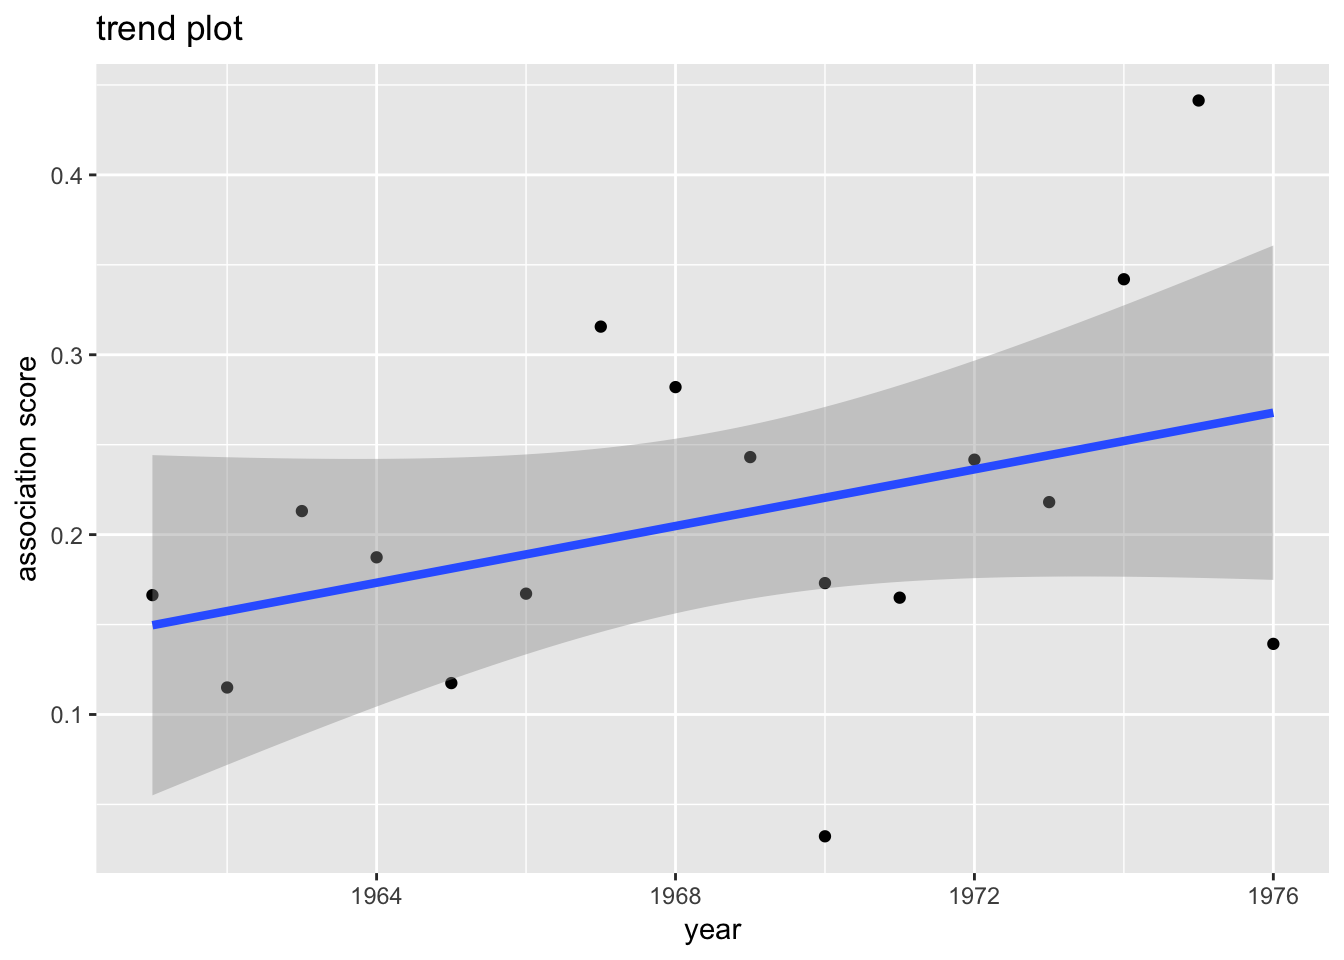 trend plot
association score
0.4
0.3
0.2
0.1
1964 1968 1972 1976
year